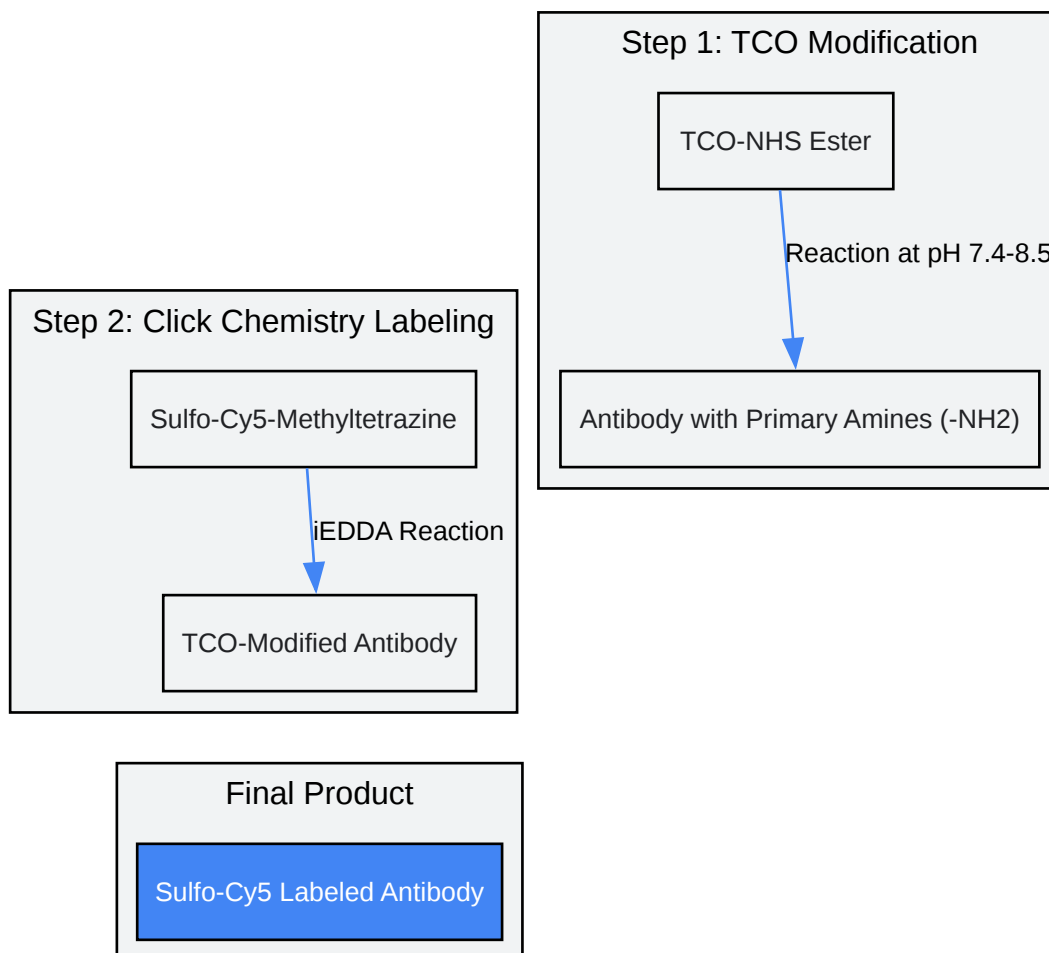 Step 1: TCO Modification
TCO-NHS Ester
Reaction at pH 7.4-8.5
Antibody with Primary Amines (-NH2)
Step 2: Click Chemistry Labeling
Sulfo-Cy5-Methyltetrazine
iEDDA Reaction
TCO-Modified Antibody
Final Product
Sulfo-Cy5 Labeled Antibody